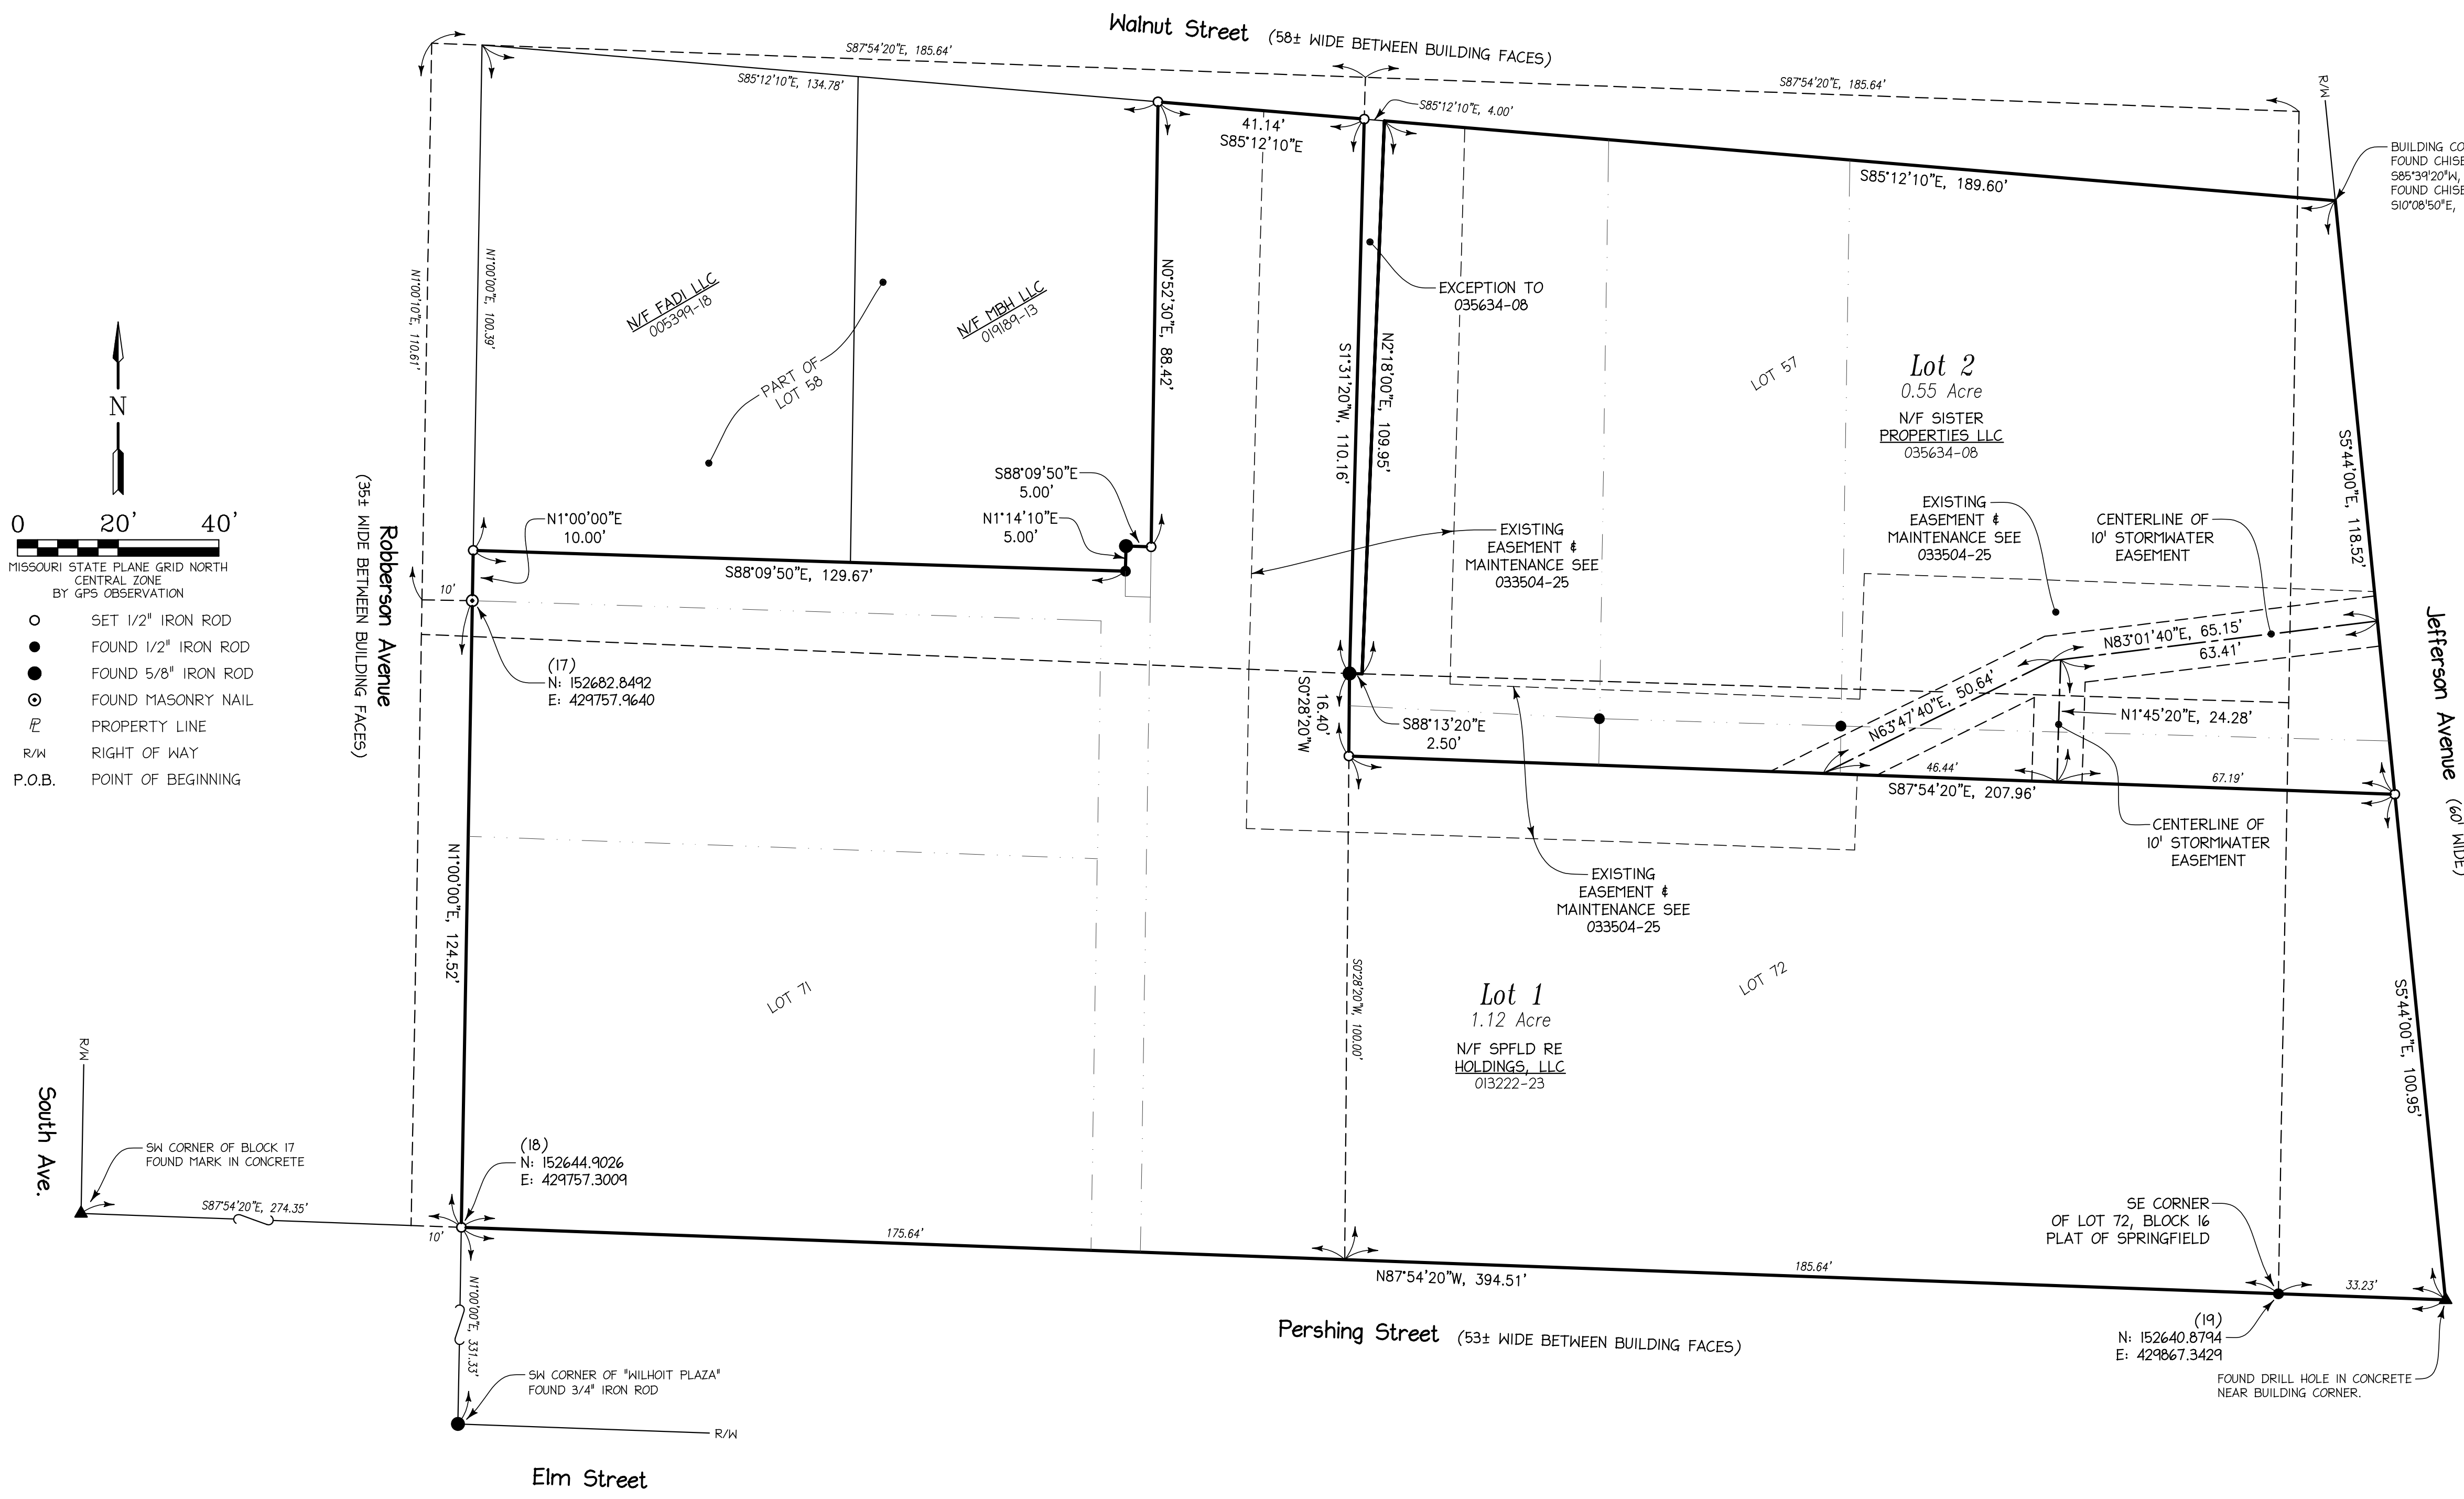 Walnut Street (58± WIDE BETWEEN BUILDING FACES)
S87°54'20"E, 185.64'
S87°54'20"E, 185.64'
S85°12'10"E, 134.78'
41.14'
S85°12'10"E
S85°12'10"E, 4.00'
S85°12'10"E, 189.60'
R/W
BUILDING CO
FOUND CHISE
S85°39'20"W,
FOUND CHISE
S10°08'50"E,
N1°00'10"E, 110.61'
N1°00'00"E, 100.39'
N/F FADI LLC
005399-18
N/F MBH LLC
019189-13
PART OF
LOT 58
N0°52'30"E, 88.42'
S1°31'20"W, 110.16'
N2°18'00"E, 109.95'
EXCEPTION TO
035634-08
LOT 57
Lot 2
0.55 Acre
N/F SISTER
PROPERTIES LLC
035634-08
S5°44'00"E, 118.52'
N
0 20' 40'
MISSOURI STATE PLANE GRID NORTH
CENTRAL ZONE
BY GPS OBSERVATION
SET 1/2" IRON ROD
FOUND 1/2" IRON ROD
FOUND 5/8" IRON ROD
FOUND MASONRY NAIL
PL PROPERTY LINE
R/W RIGHT OF WAY
P.O.B. POINT OF BEGINNING
Robberson Avenue
(35± WIDE BETWEEN BUILDING FACES)
N1°00'00"E
10.00'
S88°09'50"E
5.00'
N1°14'10"E
5.00'
S88°09'50"E, 129.67'
10'
(17)
N: 152682.8492
E: 429757.9640
EXISTING
EASEMENT &
MAINTENANCE SEE
033504-25
EXISTING
EASEMENT &
MAINTENANCE SEE
033504-25
CENTERLINE OF
10' STORMWATER
EASEMENT
N83°01'40"E, 65.15'
63.41'
N63°47'40"E, 50.64'
N1°45'20"E, 24.28'
16.40'
S0°28'20"W
S88°13'20"E
2.50'
46.44'
67.19'
S87°54'20"E, 207.96'
CENTERLINE OF
10' STORMWATER
EASEMENT
Jefferson Avenue (60' WIDE)
EXISTING
EASEMENT &
MAINTENANCE SEE
033504-25
N1°00'00"E, 124.52'
LOT 71
S0°28'20"W, 100.00'
LOT 72
Lot 1
1.12 Acre
N/F SPFLD RE
HOLDINGS, LLC
013222-23
S5°44'00"E, 100.95'
R/W
South Ave.
SW CORNER OF BLOCK 17
FOUND MARK IN CONCRETE
S87°54'20"E, 274.35'
10'
(18)
N: 152644.9026
E: 429757.3009
175.64'
N87°54'20"W, 394.51'
185.64'
33.23'
SE CORNER
OF LOT 72, BLOCK 16
PLAT OF SPRINGFIELD
(19)
N: 152640.8794
E: 429867.3429
FOUND DRILL HOLE IN CONCRETE
NEAR BUILDING CORNER.
Pershing Street (53± WIDE BETWEEN BUILDING FACES)
N1°00'00"E, 331.33'
SW CORNER OF "WILHOIT PLAZA"
FOUND 3/4" IRON ROD
R/W
Elm Street